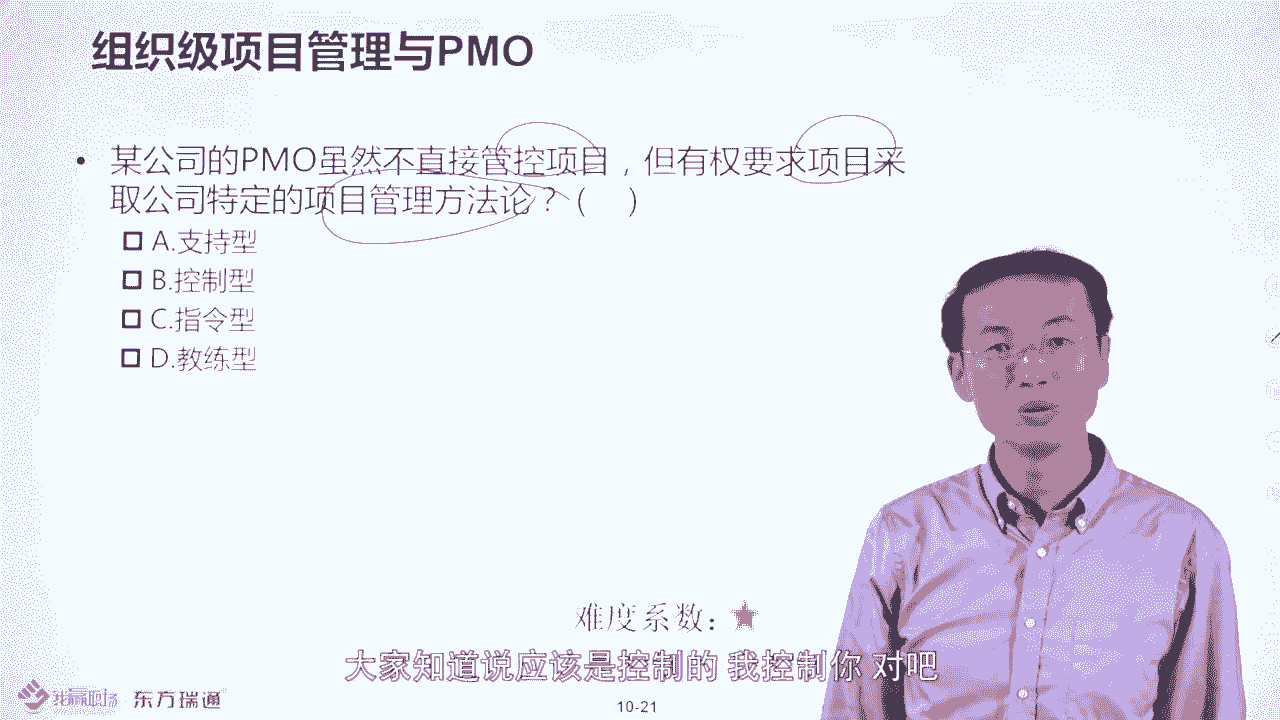 组织级项目管理与PMO
• 某公司的PMO虽然不直接管控项目，但有权要求项目采
取公司特定的项目管理方法论？（ ）
A.支持型
B.控制型
C.指令型
D.教练型
难度系数：★
大家知道说应该是控制的 我控制你 对吧
我赢职场 东方瑞通
10-21